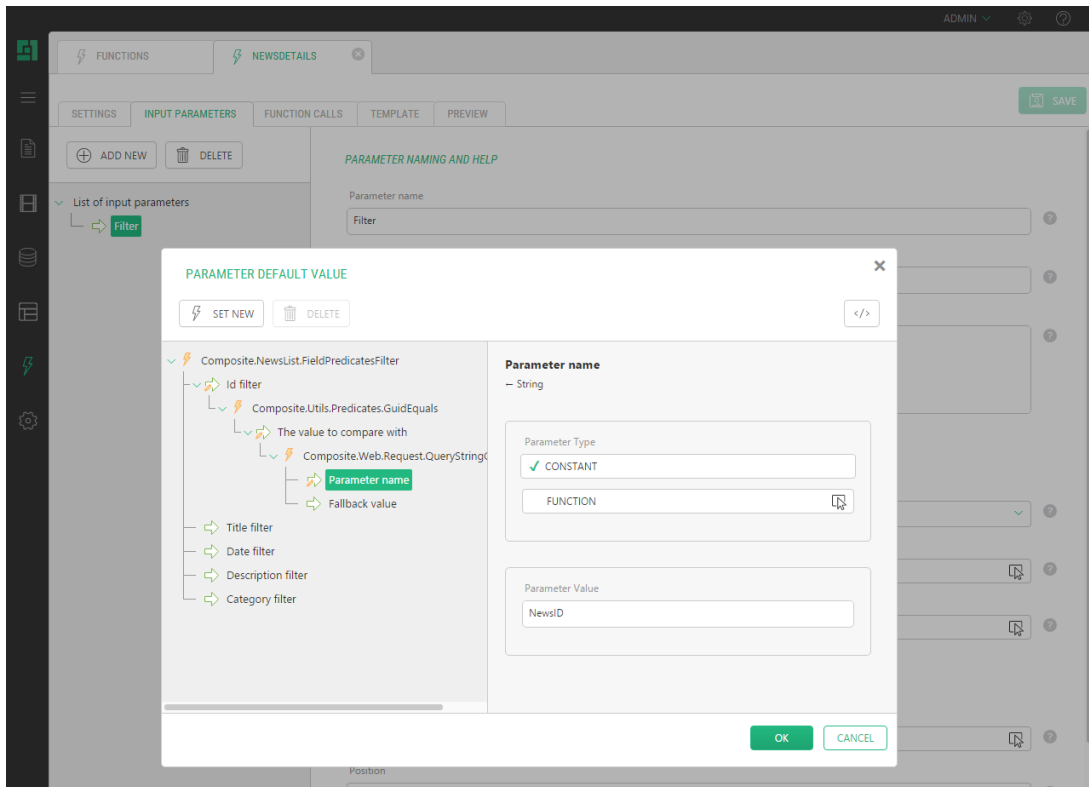 ADMIN
FUNCTIONS
NEWSDETAILS
SETTINGS
INPUT PARAMETERS
FUNCTION CALLS
TEMPLATE
PREVIEW
SAVE
ADD NEW
DELETE
PARAMETER NAMING AND HELP
List of input parameters
Filter
Parameter name
Filter
PARAMETER DEFAULT VALUE
SET NEW
DELETE
</>
Composite.NewsList.FieldPredicatesFilter
Id filter
Composite.Utils.Predicates.GuidEquals
The value to compare with
Composite.Web.Request.QueryString
Parameter name
Fallback value
Title filter
Date filter
Description filter
Category filter
Parameter name
← String
Parameter Type
CONSTANT
FUNCTION
Parameter Value
NewsID
OK
CANCEL
Position